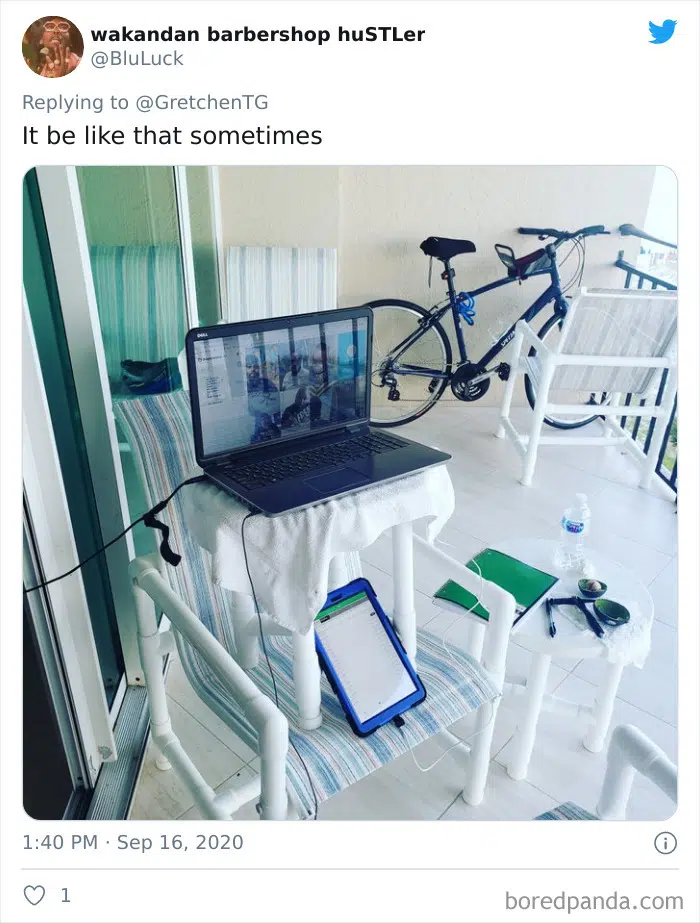 wakandan barbershop huSTLer
@BluLuck
Replying to @GretchenTG
It be like that sometimes
DELL
1:40 PM · Sep 16, 2020
1
boredpanda.com